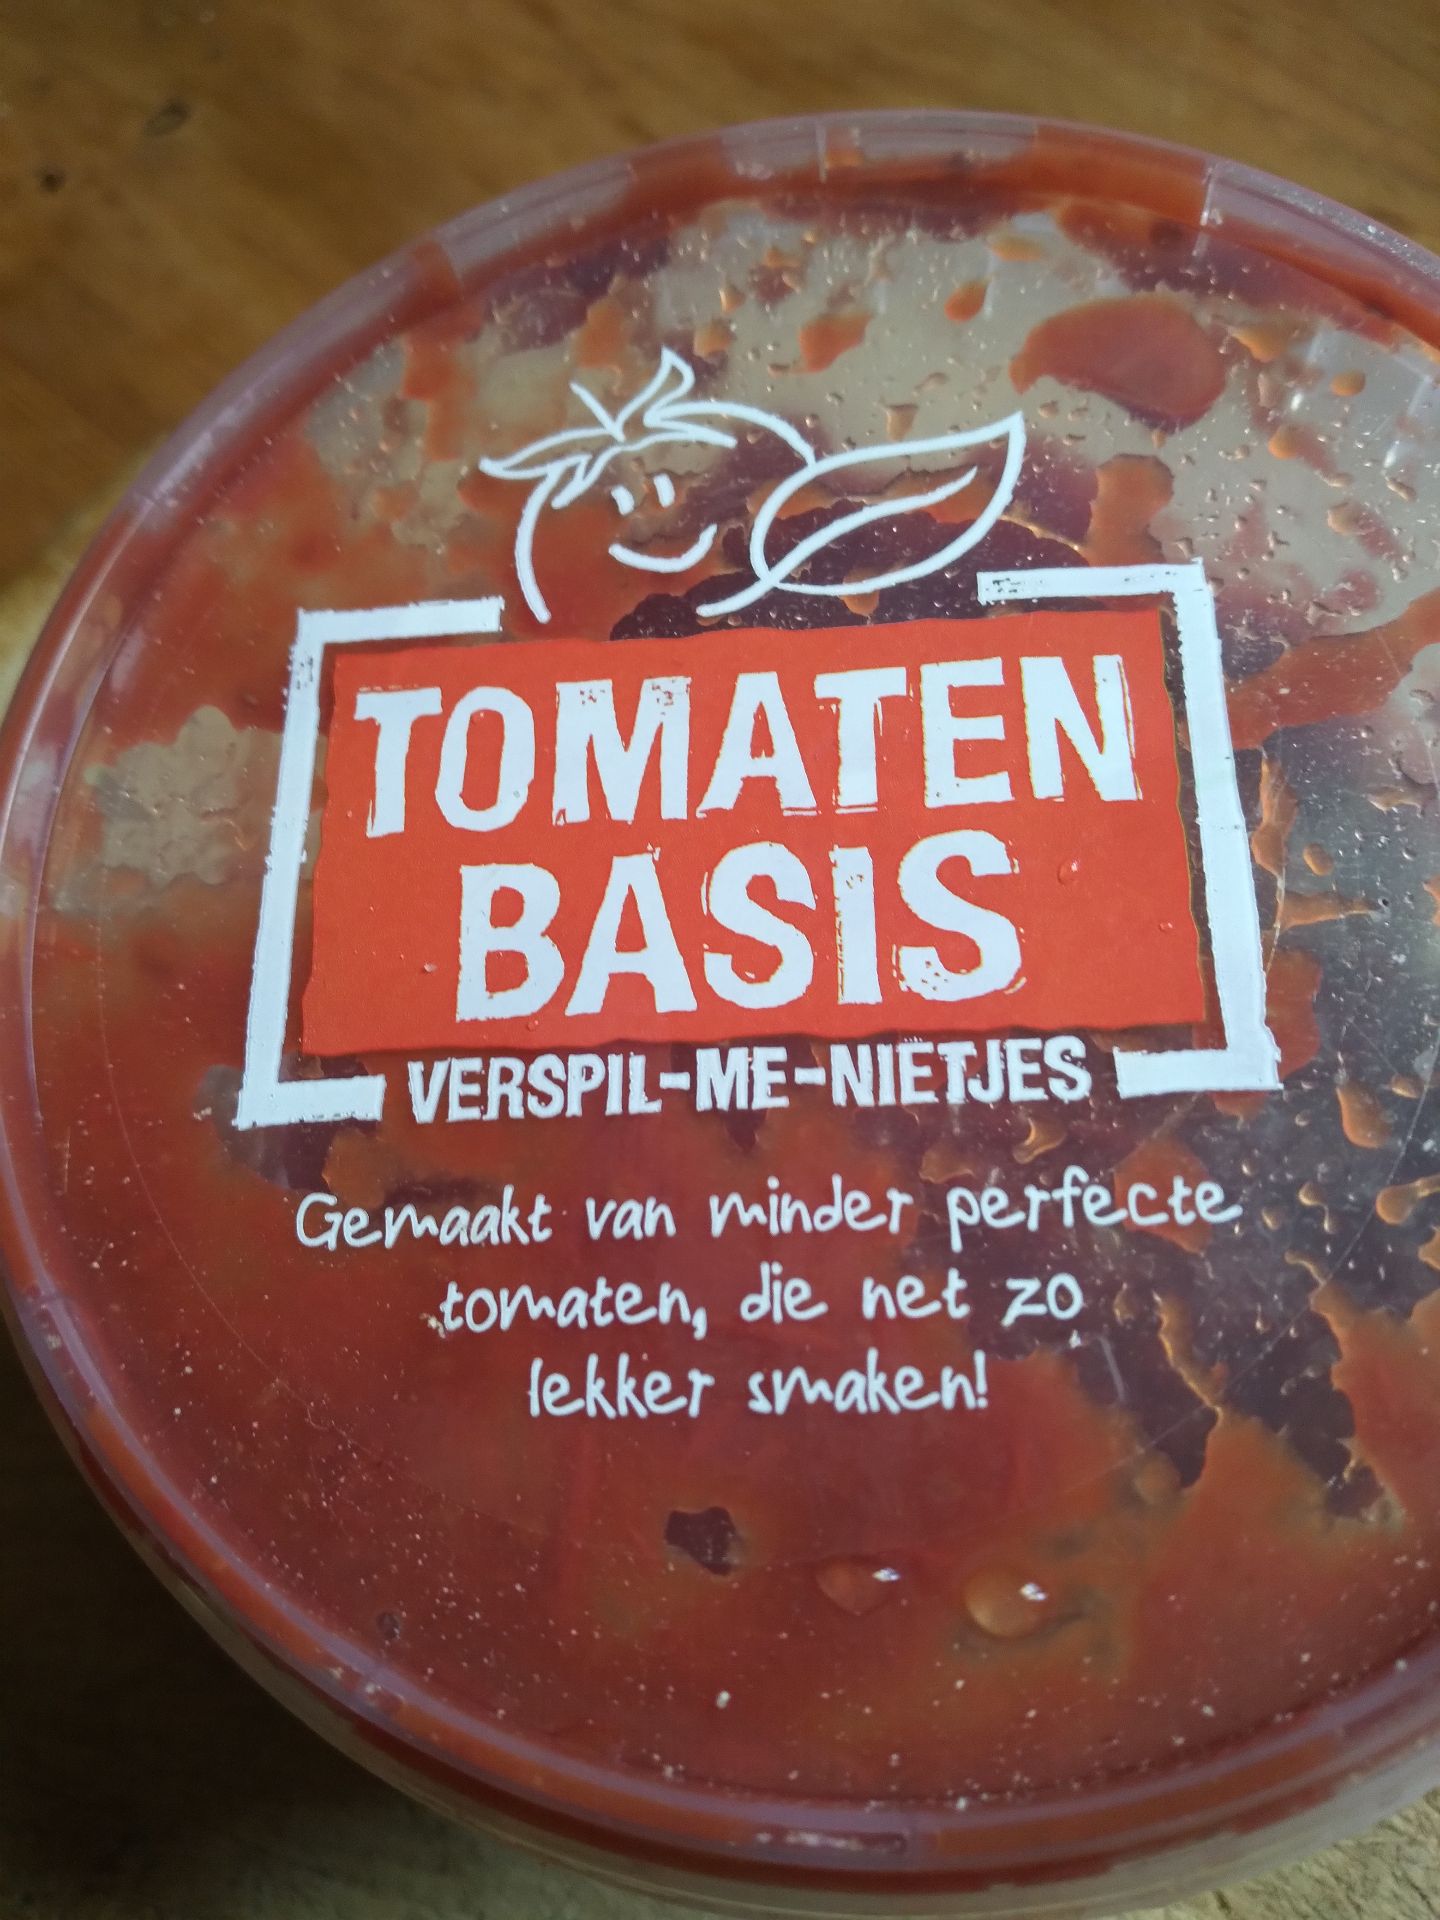 TOMATEN
BASIS
VERSPIL-ME-NIETJES
Gemaakt van minder perfecte
tomaten, die net zo
lekker smaken!